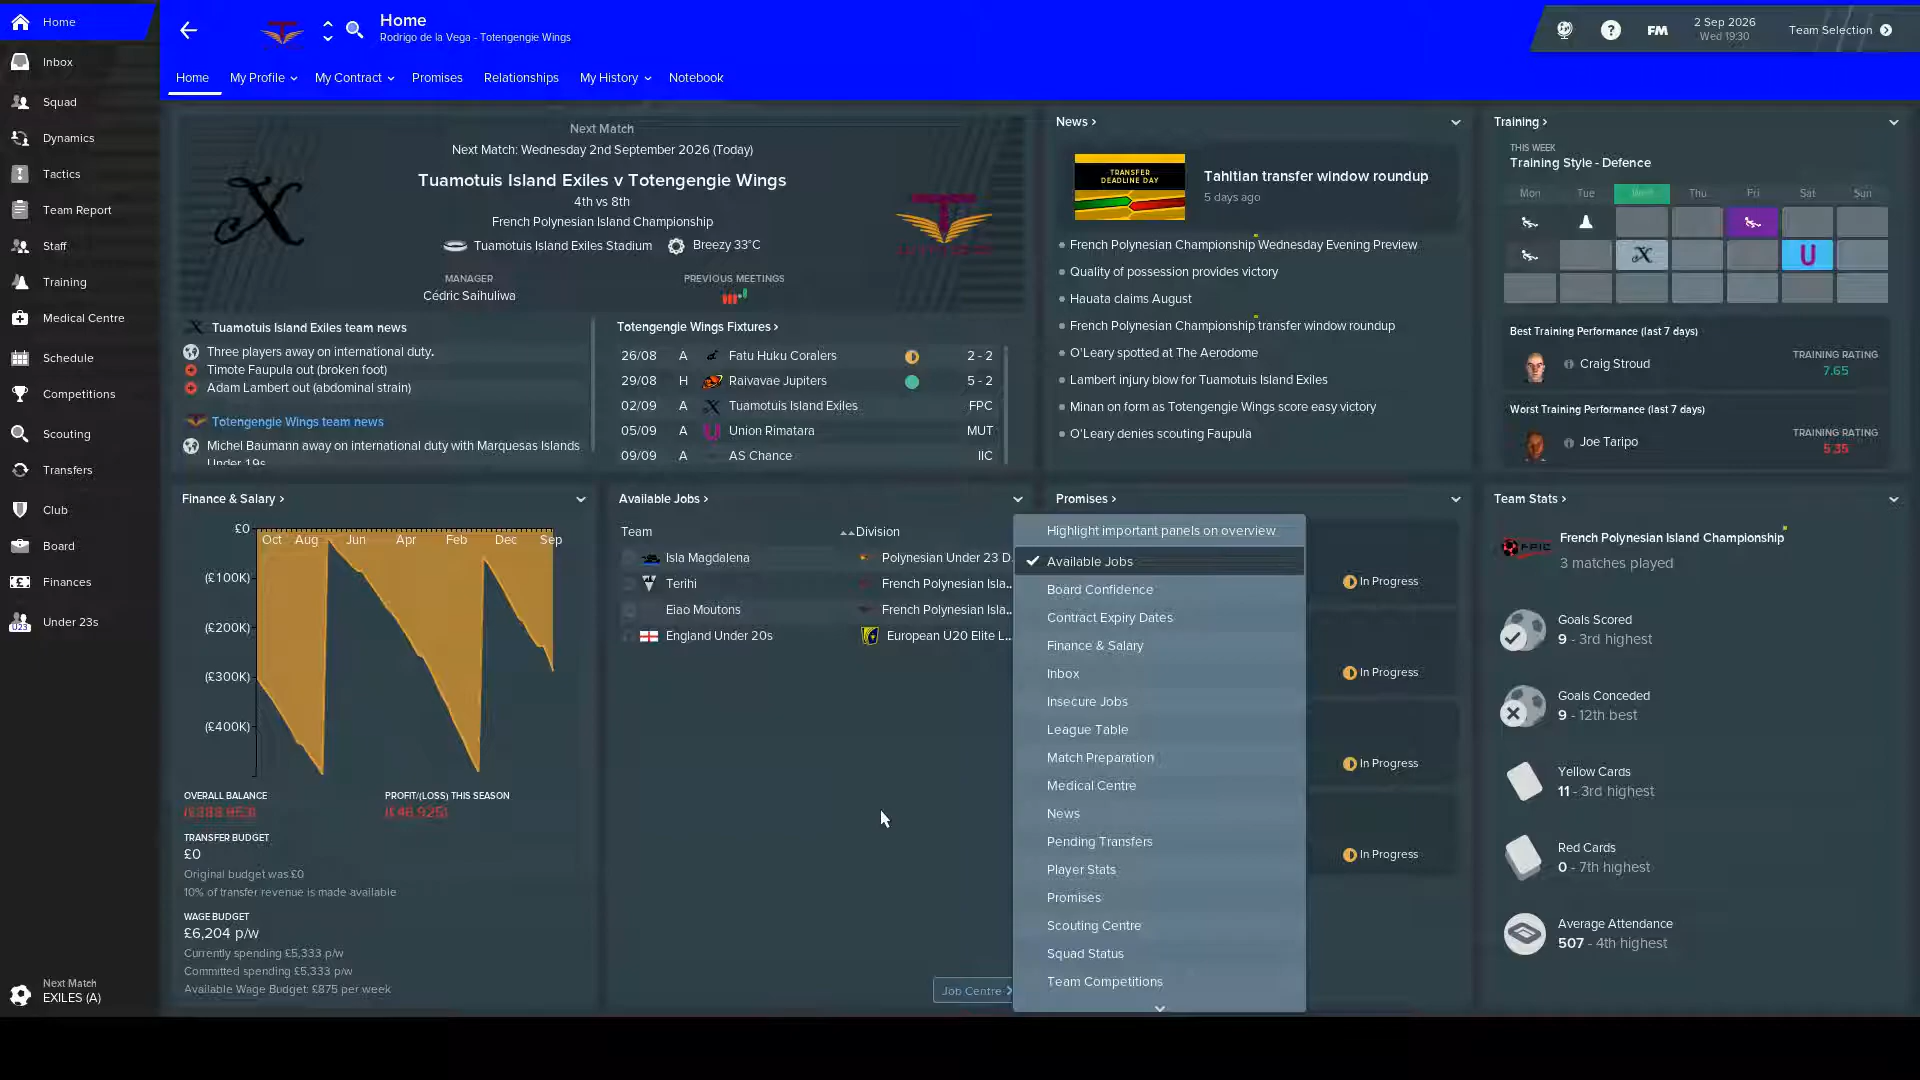 Home
Inbox
Squad
Dynamics
Tactics
Team Report
Staff
Training
Medical Centre
Schedule
Competitions
Scouting
Transfers
Club
Board
Finances
U23
Under 23s
Next Match
EXILES (A)
Home
Rodrigo de la Vega - Totengengie Wings
FM
2 Sep 2026
Wed 19:30
Team Selection
Home
My Profile
My Contract
Promises
Relationships
My History
Notebook
Next Match
Next Match: Wednesday 2nd September 2026 (Today)
Tuamotuis Island Exiles v Totengengie Wings
4th vs 8th
French Polynesian Island Championship
Tuamotuis Island Exiles Stadium
Breezy 33°C
MANAGER
Cédric Saihuliwa
PREVIOUS MEETINGS
Tuamotuis Island Exiles team news
Three players away on international duty.
Timote Faupula out (broken foot)
Adam Lambert out (abdominal strain)
Totengengie Wings team news
Michel Baumann away on international duty with Marquesas Islands
Under 19s
Totengengie Wings Fixtures >
26/08 A Fatu Huku Coralers 2 - 2
29/08 H Raivavae Jupiters 5 - 2
02/09 A Tuamotuis Island Exiles FPC
05/09 A Union Rimatara MUT
09/09 A AS Chance IIC
News >
TRANSFER
DEADLINE DAY
Tahitian transfer window roundup
5 days ago
French Polynesian Championship Wednesday Evening Preview
Quality of possession provides victory
Hauata claims August
French Polynesian Championship transfer window roundup
O'Leary spotted at The Aerodome
Lambert injury blow for Tuamotuis Island Exiles
Minan on form as Totengengie Wings score easy victory
O'Leary denies scouting Faupula
Training >
THIS WEEK
Training Style - Defence
Mon Tue Wed Thu Fri Sat Sun
Best Training Performance (last 7 days)
Craig Stroud
TRAINING RATING
7.65
Worst Training Performance (last 7 days)
Joe Taripo
TRAINING RATING
5.35
Finance & Salary >
£0
(£100K)
(£200K)
(£300K)
(£400K)
Oct Aug Jun Apr Feb Dec Sep
OVERALL BALANCE
PROFIT/(LOSS) THIS SEASON
TRANSFER BUDGET
£0
Original budget was £0
10% of transfer revenue is made available
WAGE BUDGET
£6,204 p/w
Currently spending £5,333 p/w
Committed spending £5,333 p/w
Available Wage Budget: £875 per week
Available Jobs >
Team Division
Isla Magdalena Polynesian Under 23 D
Terihi French Polynesian Isla...
Eiao Moutons French Polynesian Isla...
England Under 20s European U20 Elite L...
Job Centre >
Promises >
In Progress
In Progress
In Progress
In Progress
Highlight important panels on overview
Available Jobs
Board Confidence
Contract Expiry Dates
Finance & Salary
Inbox
Insecure Jobs
League Table
Match Preparation
Medical Centre
News
Pending Transfers
Player Stats
Promises
Scouting Centre
Squad Status
Team Competitions
Team Stats >
French Polynesian Island Championship
3 matches played
Goals Scored
9 - 3rd highest
Goals Conceded
9 - 12th best
Yellow Cards
11 - 3rd highest
Red Cards
0 - 7th highest
Average Attendance
507 - 4th highest